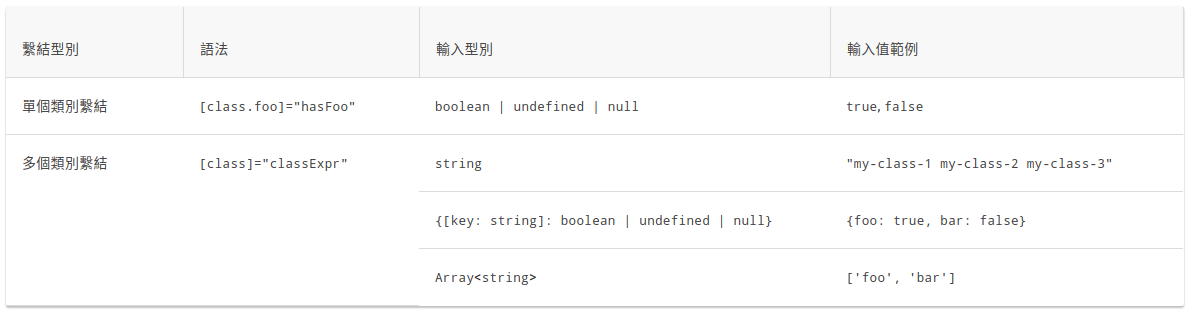 繫結型別 語法 輸入型別 輸入值範例
單個類別繫結 [class.foo]="hasFoo" boolean | undefined | null true,false
多個類別繫結 [class]="classExpr" string "my-class-1 my-class-2 my-class-3"
{[key: string]: boolean | undefined | null} {foo: true, bar: false}
Array<string> ['foo', 'bar']